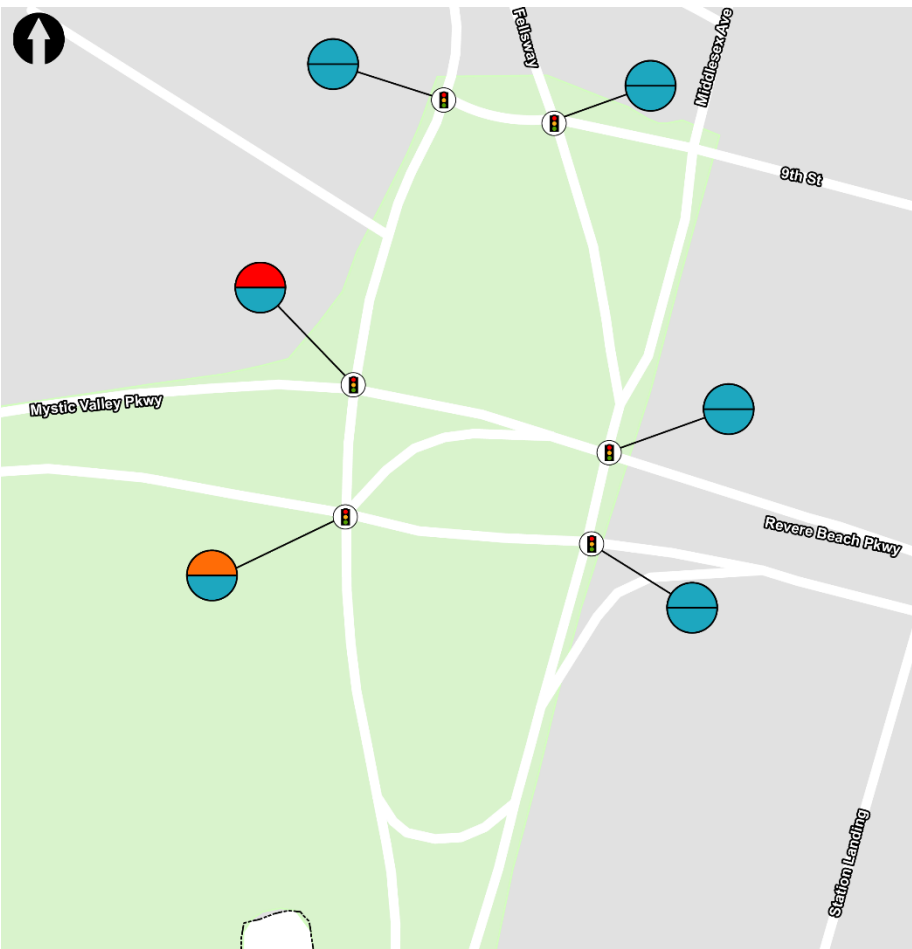 Fellsway
Middlesex Ave
9th St
Mystic Valley Pkwy
Revere Beach Pkwy
Station Landing